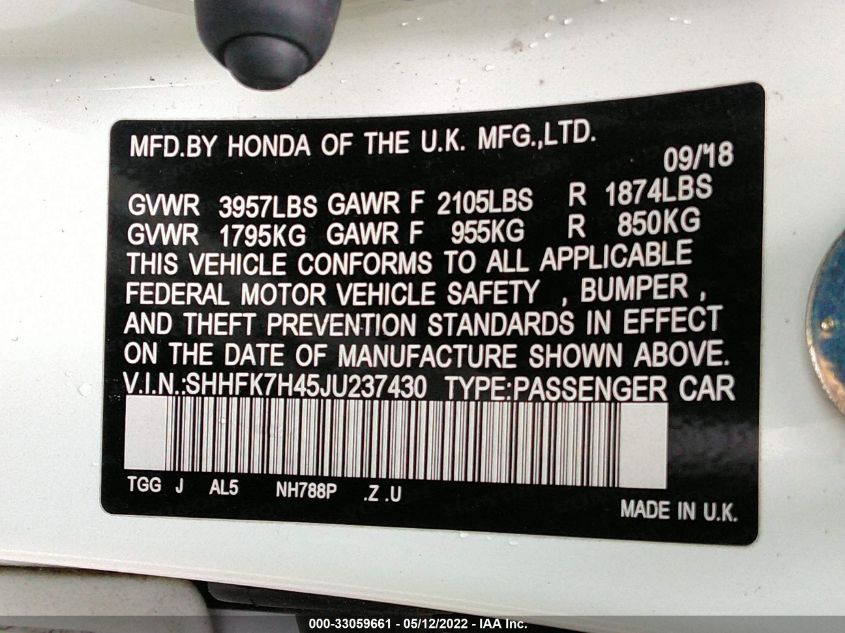 MFD.BY HONDA OF THE U.K. MFG.,LTD.
09/18
GVWR 3957LBS GAWR F 2105LBS R 1874LBS
GVWR 1795KG GAWR F 955KG R 850KG
THIS VEHICLE CONFORMS TO ALL APPLICABLE
FEDERAL MOTOR VEHICLE SAFETY , BUMPER ,
AND THEFT PREVENTION STANDARDS IN EFFECT
ON THE DATE OF MANUFACTURE SHOWN ABOVE.
V.I.N.:SHHFK7H45JU237430 TYPE:PASSENGER CAR
TGG J AL5 NH788P .Z .U
MADE IN U.K.
000-33059661 - 05/12/2022 - IAA Inc.